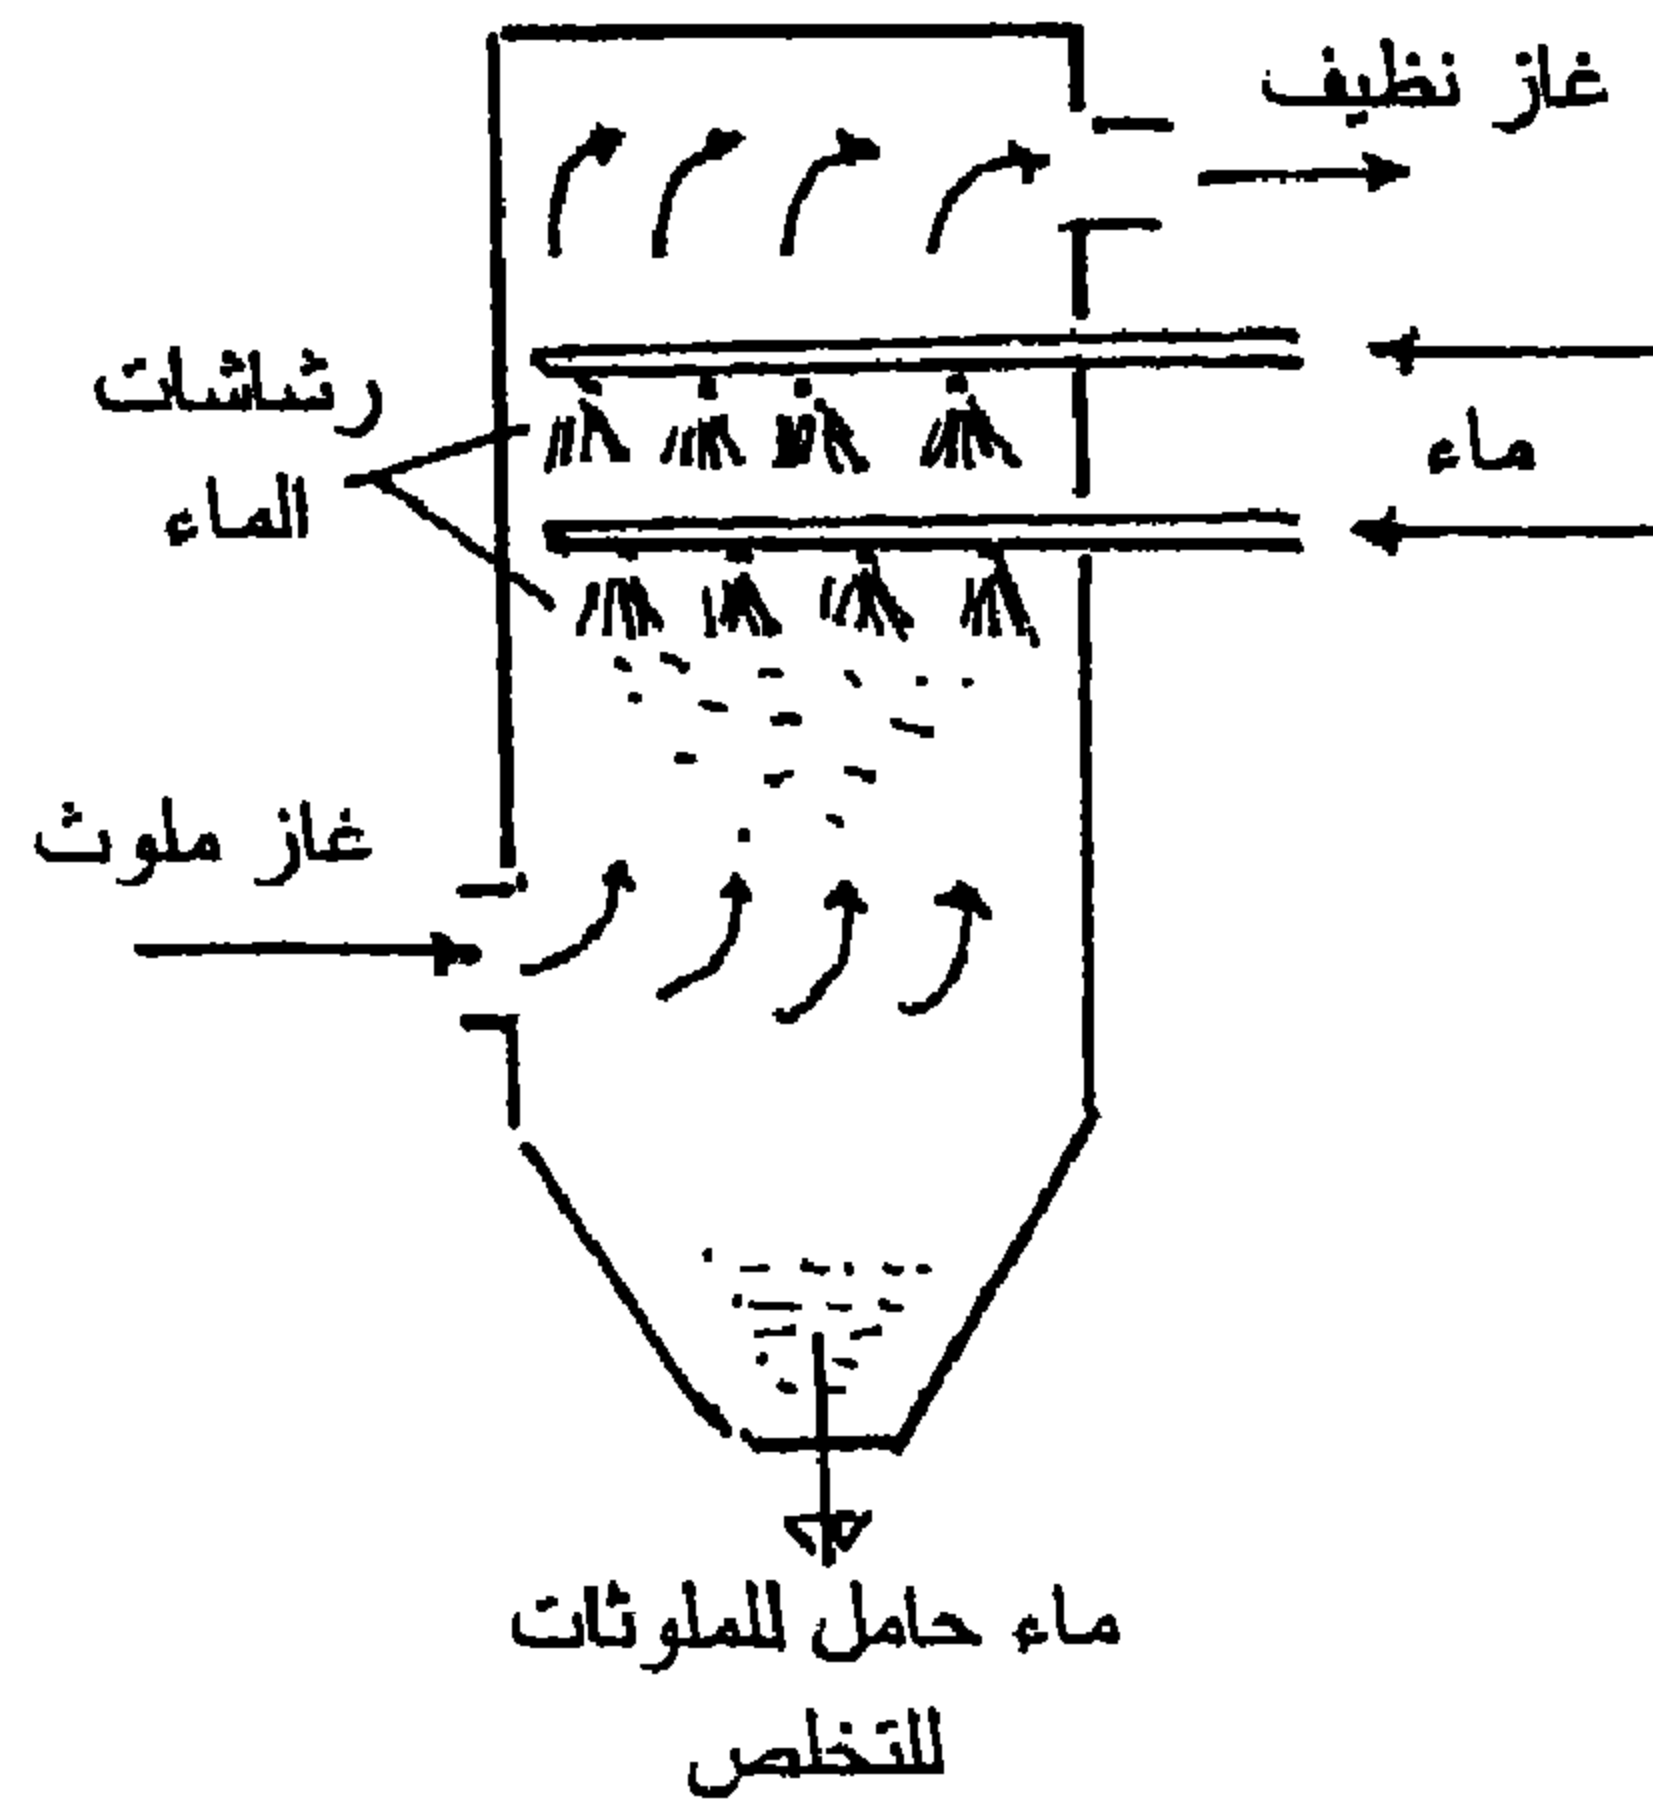 غاز نظيف
رشاشات
الماء
ماء
غاز ملوث
ماء حامل للملوثات
للتخلص